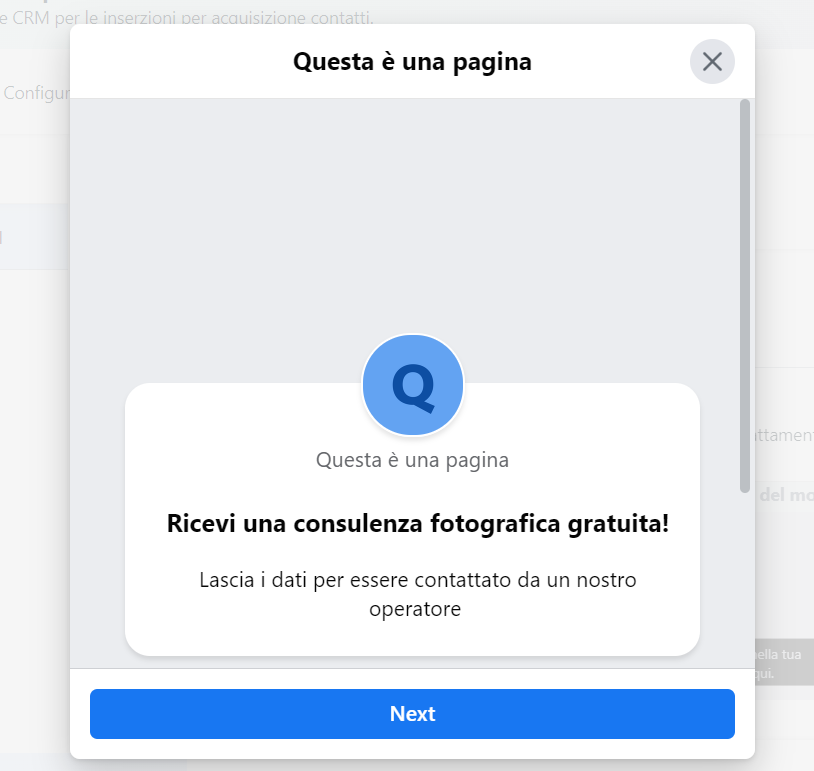 e CRM per le inserzioni per acquisizione contatti.
Questa è una pagina
Configur
Q
Questa è una pagina
Ricevi una consulenza fotografica gratuita!
Lascia i dati per essere contattato da un nostro
operatore
attament
del mo
ella tua
qui.
Next